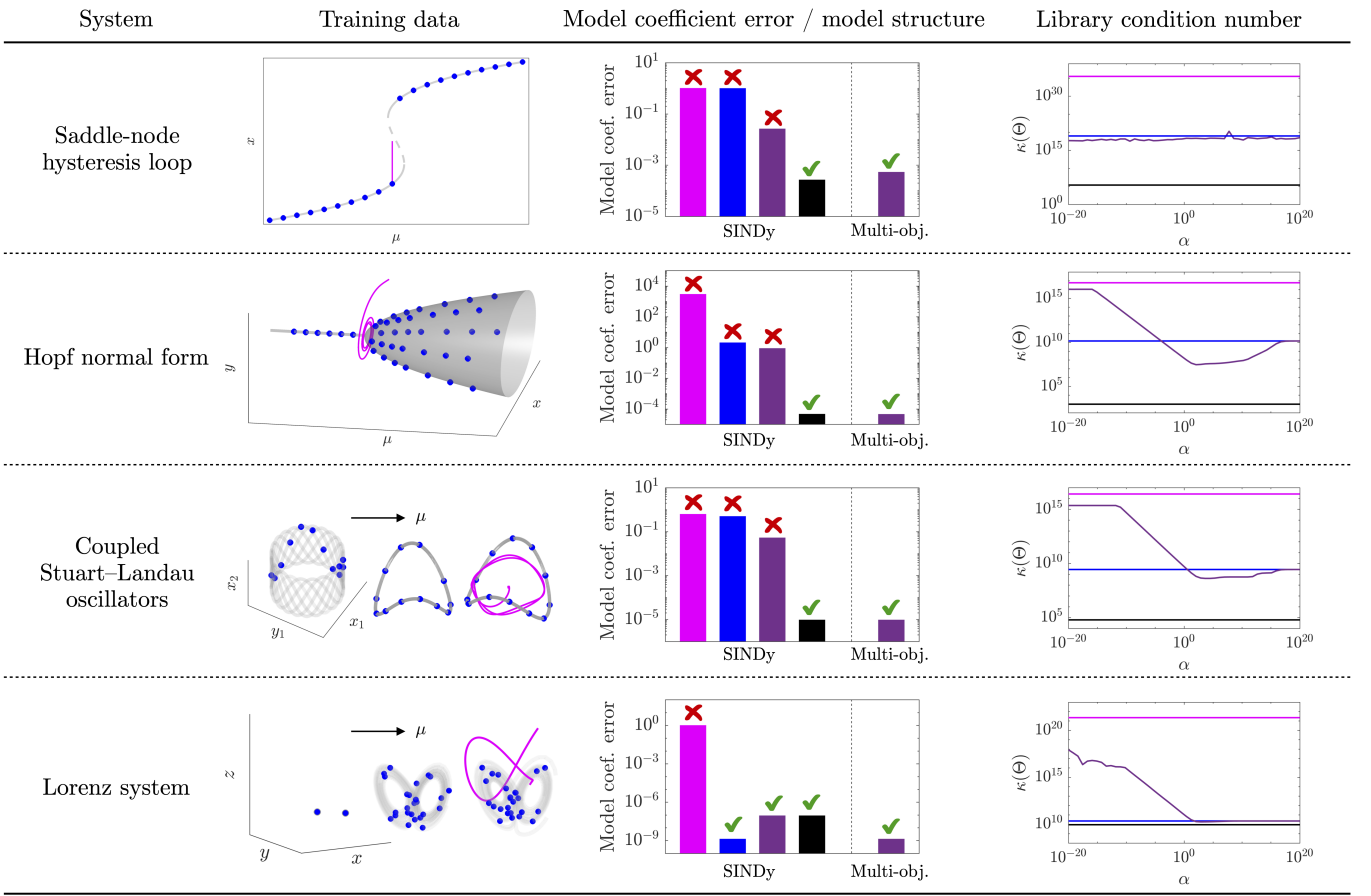 System Training data Model coefficient error / model structure Library condition number
Saddle-node
hysteresis loop
x
μ
Model coef. error
10^1
10^-1
10^-3
10^-5
SINDy Multi-obj.
κ(Θ)
10^30
10^15
10^0
10^-20 10^0 10^20
α
Hopf normal form
y
μ
x
Model coef. error
10^4
10^2
10^0
10^-2
10^-4
SINDy Multi-obj.
κ(Θ)
10^15
10^10
10^5
10^-20 10^0 10^20
α
Coupled
Stuart–Landau
oscillators
μ
x_2
y_1
x_1
Model coef. error
10^1
10^-1
10^-3
10^-5
SINDy Multi-obj.
κ(Θ)
10^15
10^10
10^5
10^-20 10^0 10^20
α
Lorenz system
μ
z
y
x
Model coef. error
10^0
10^-3
10^-6
10^-9
SINDy Multi-obj.
κ(Θ)
10^20
10^15
10^10
10^-20 10^0 10^20
α